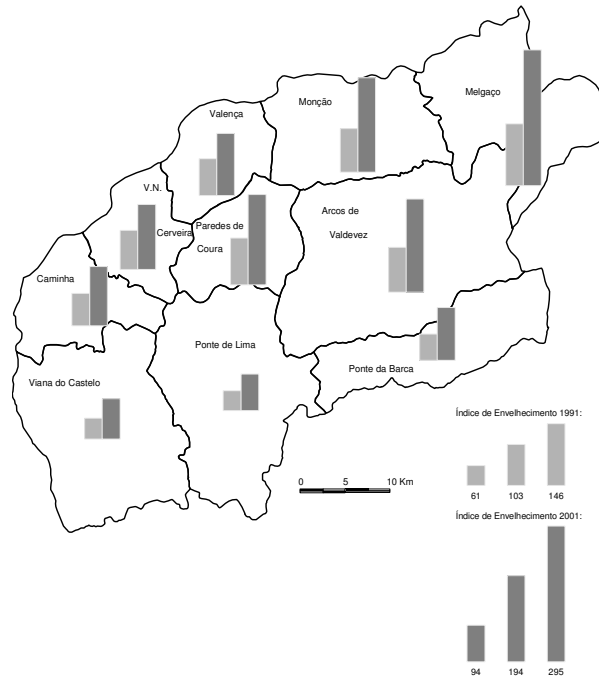 Melgaço
Monção
Valença
V.N.
Cerveira
Paredes de
Coura
Arcos de
Valdevez
Caminha
Ponte de Lima
Ponte da Barca
Viana do Castelo
Índice de Envelhecimento 1991:
61 103 146
0 5 10 Km
Índice de Envelhecimento 2001:
94 194 295